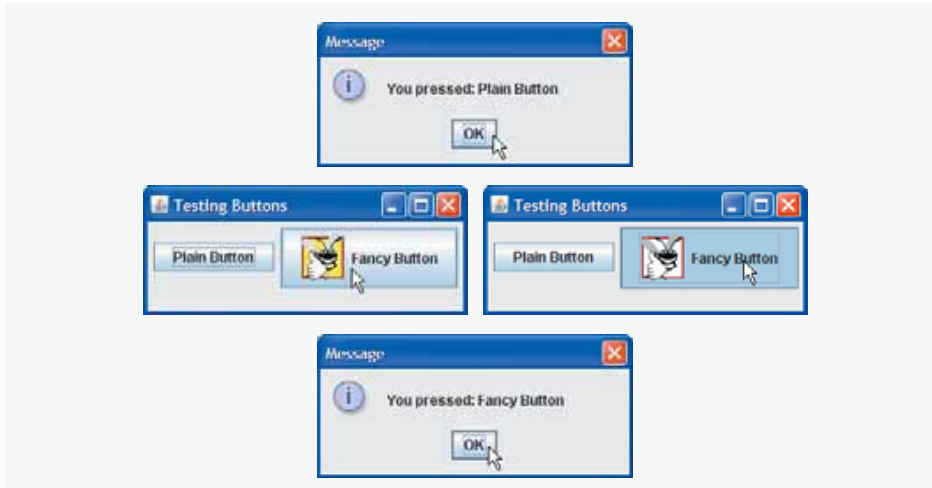 Message
You pressed: Plain Button
OK
Testing Buttons
Plain Button
Fancy Button
Testing Buttons
Plain Button
Fancy Button
Message
You pressed: Fancy Button
OK